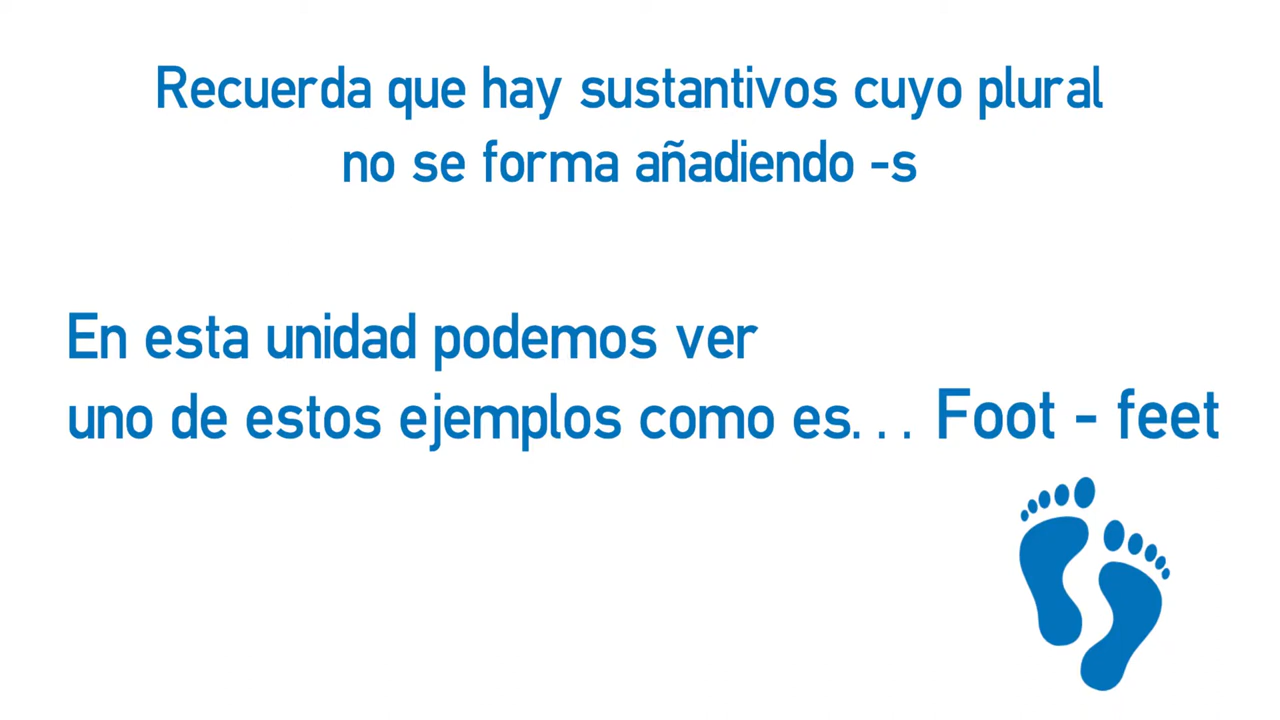 Recuerda que hay sustantivos cuyo plural
no se forma añadiendo -s
En esta unidad podemos ver
uno de estos ejemplos como es... Foot - feet